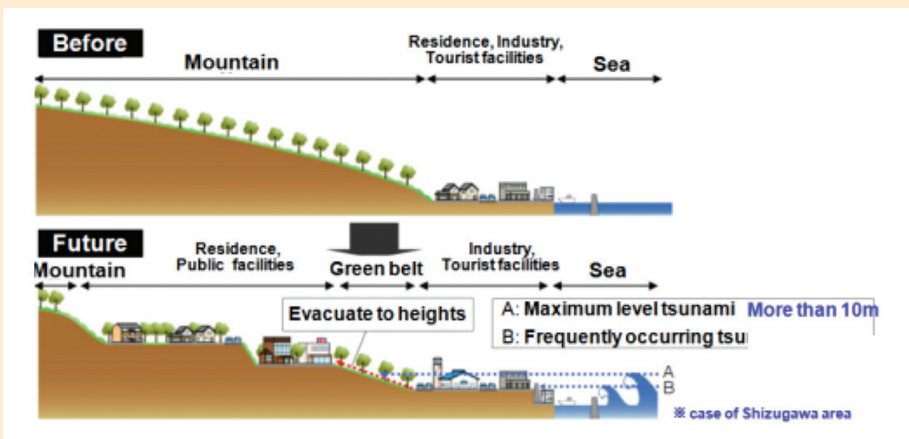 Before
Residence, Industry,
Tourist facilities
Mountain
Sea
Future
Residence,
Public facilities
Industry,
Tourist facilities
Mountain
Green belt
Sea
Evacuate to heights
A: Maximum level tsunami More than 10m
B: Frequently occurring
A
B
※ case of Shizugawa area